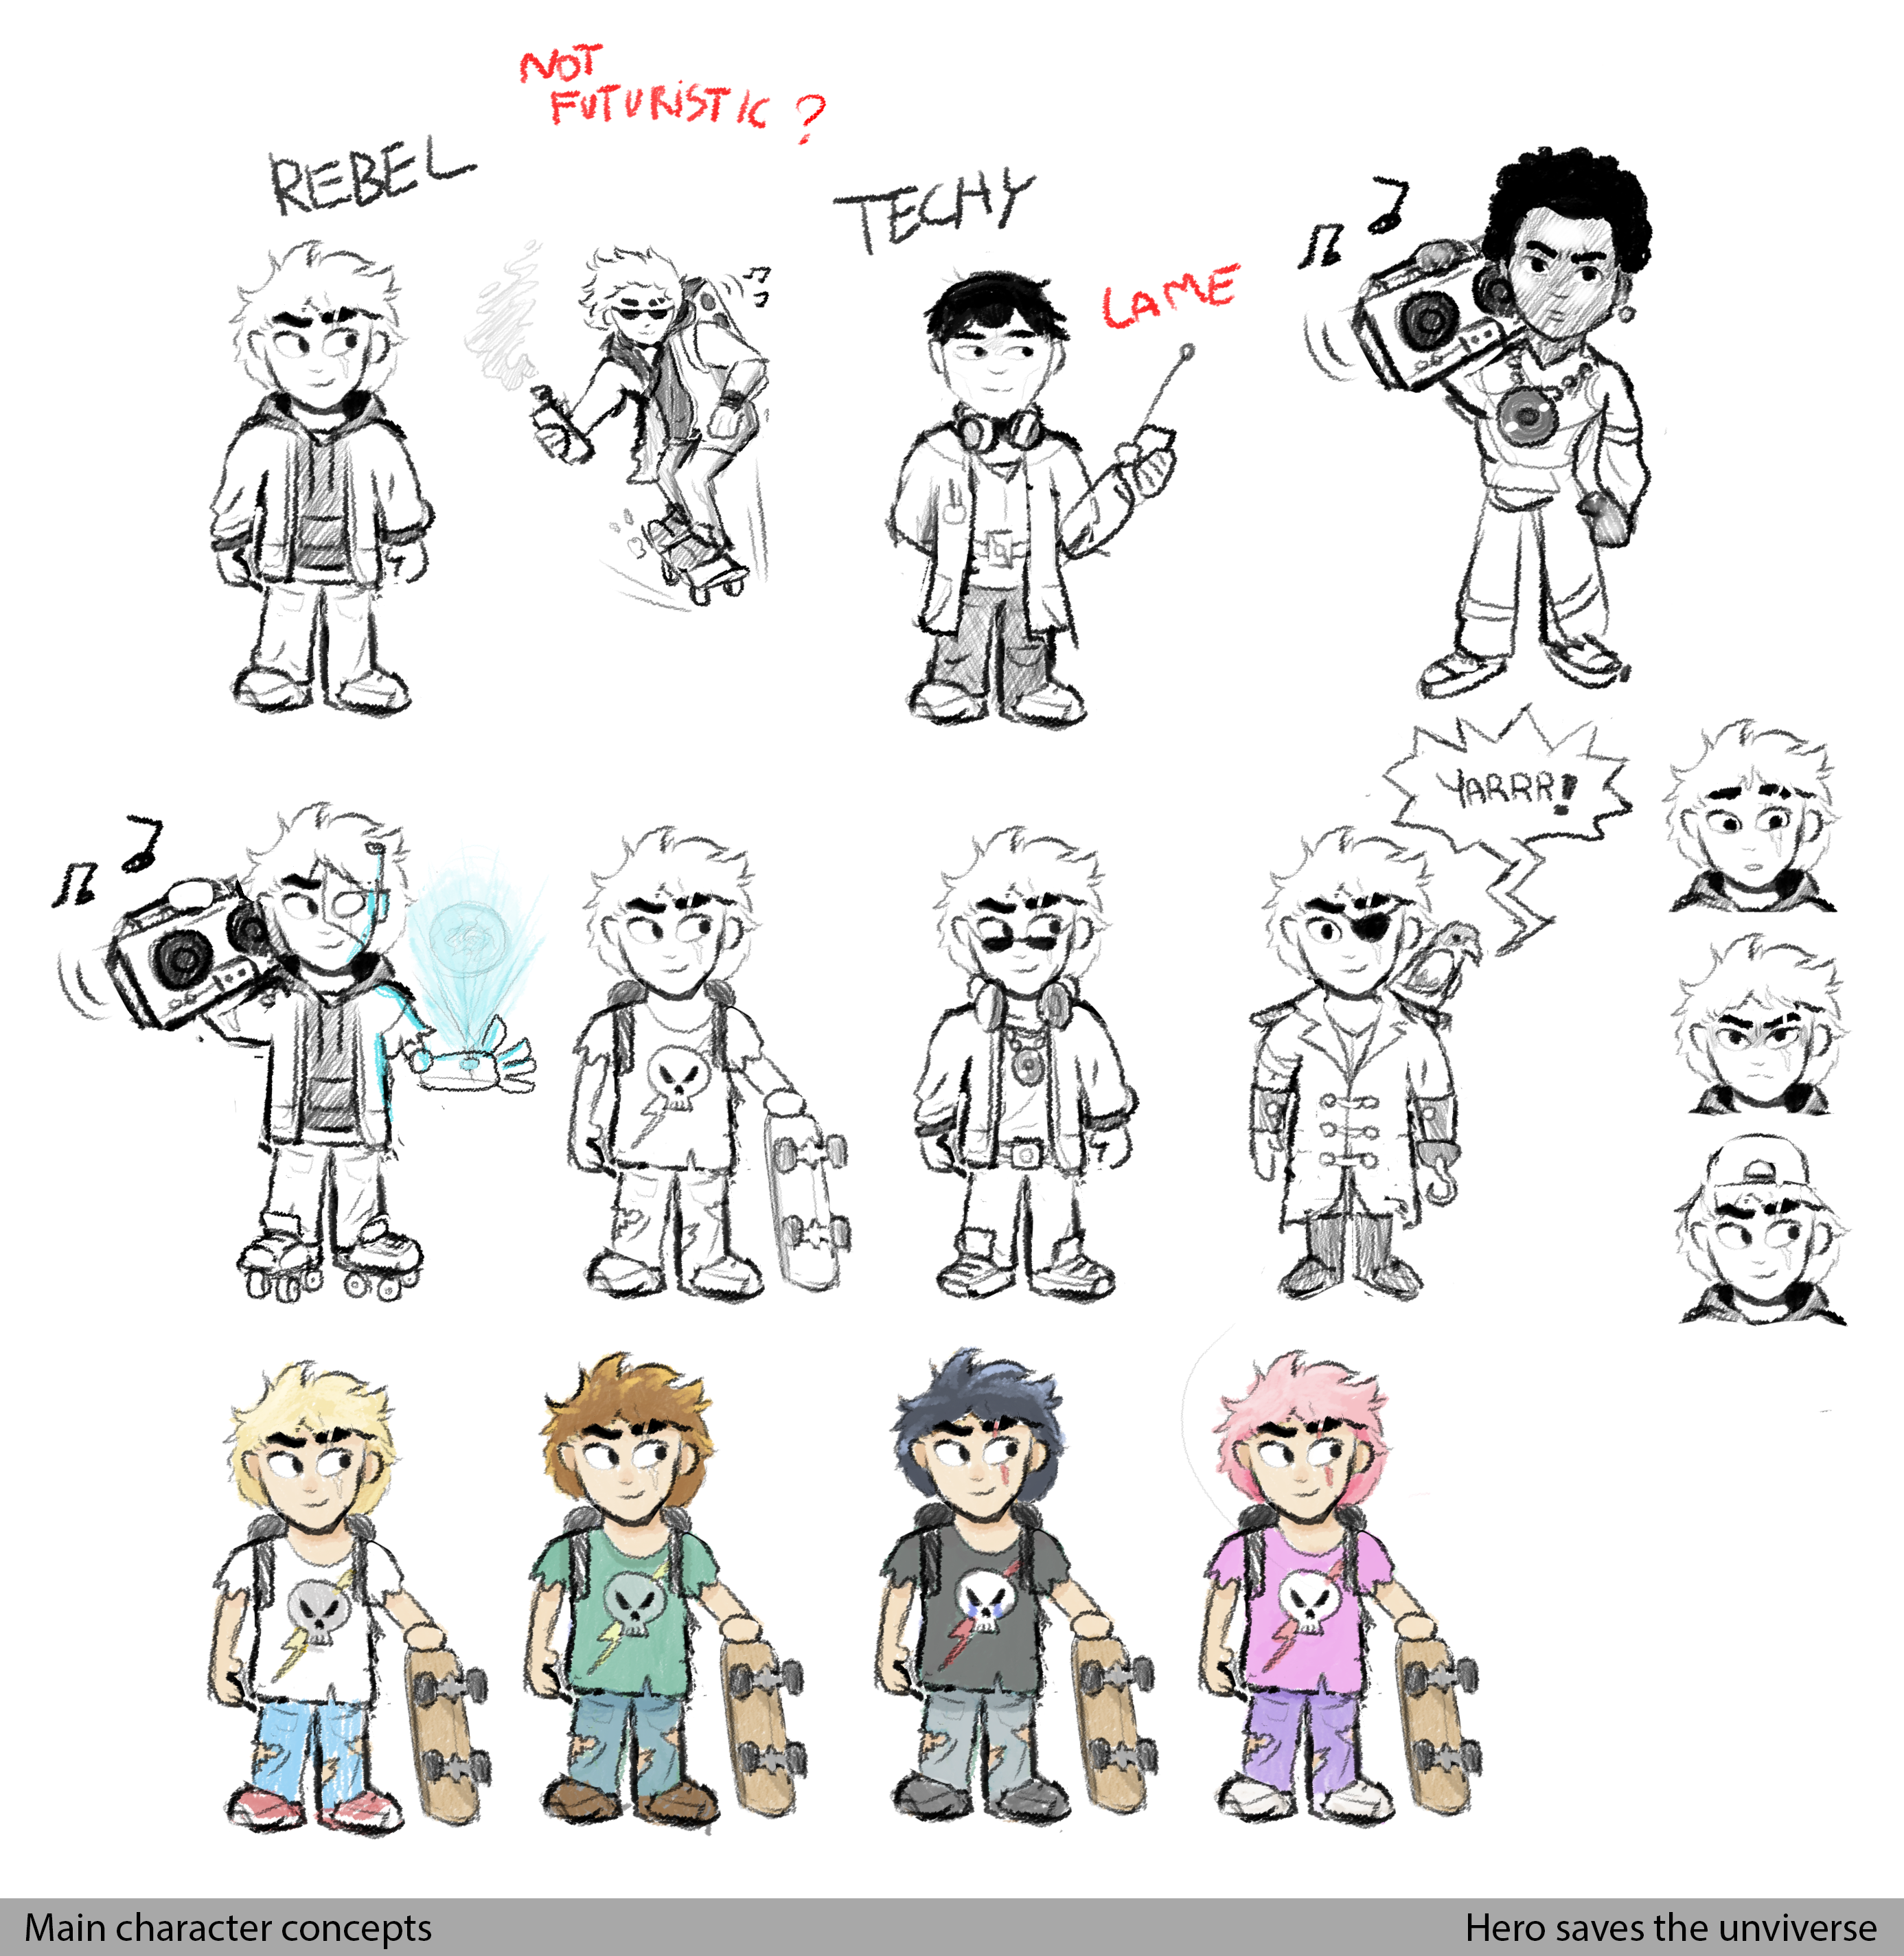 NOT
FUTURISTIC ?
REBEL
TECHY
LAME
YARRR!
Main character concepts
Hero saves the unviverse